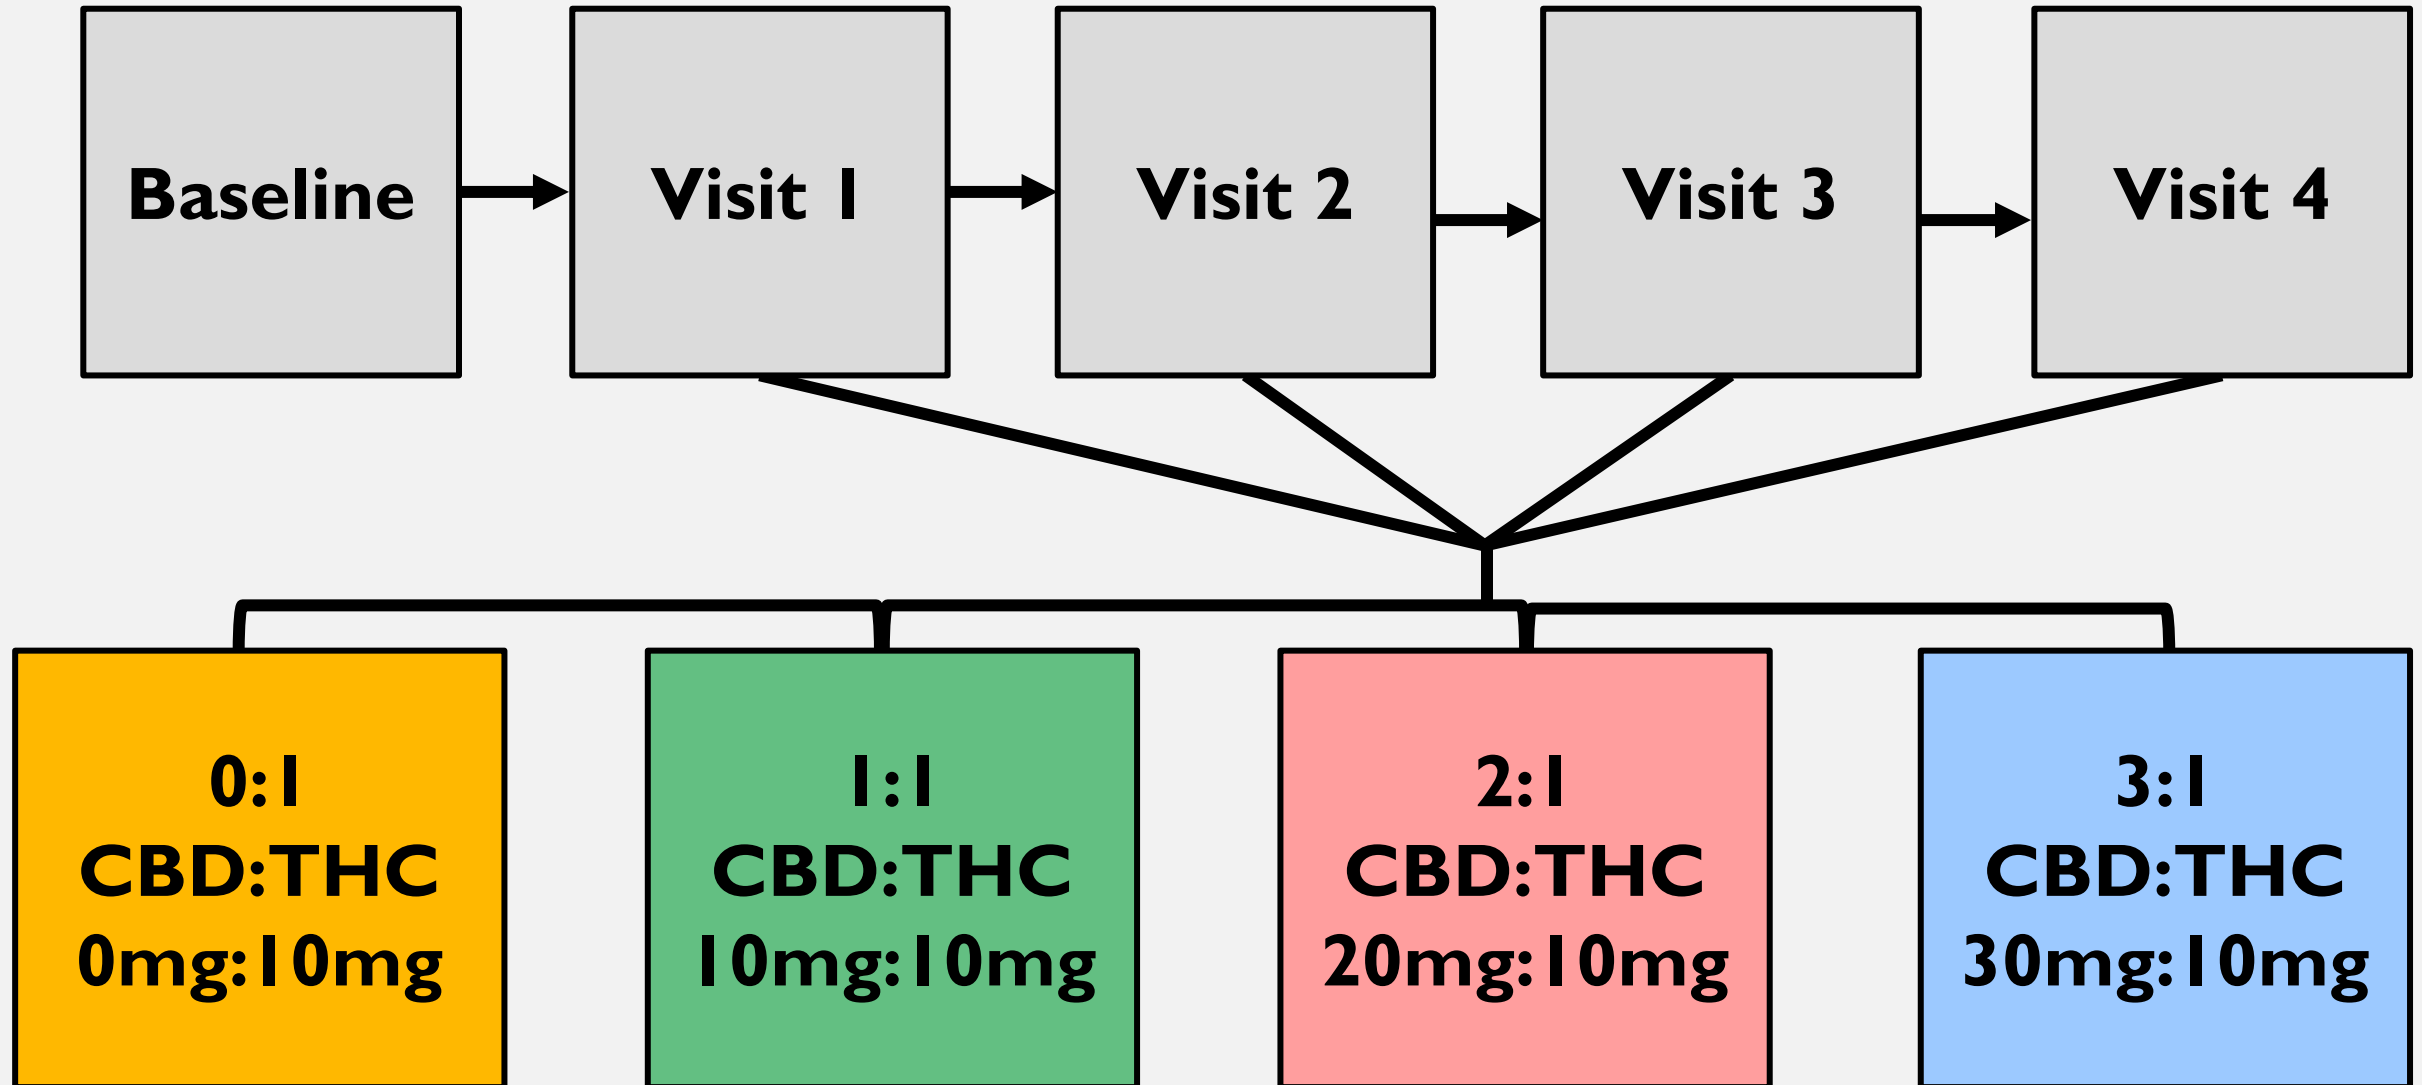 Baseline
Visit 1
Visit 2
Visit 3
Visit 4
0:1
CBD:THC
0mg:10mg
1:1
CBD:THC
10mg:10mg
2:1
CBD:THC
20mg:10mg
3:1
CBD:THC
30mg:10mg